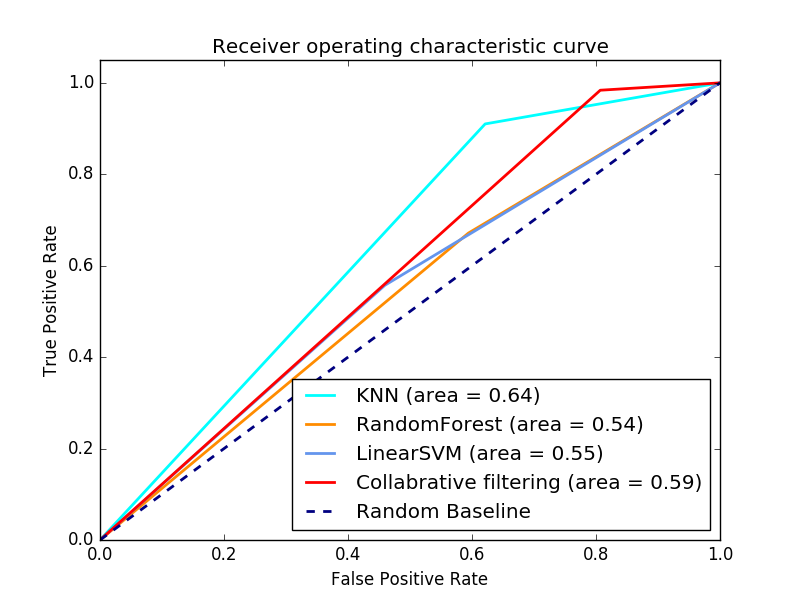 Receiver operating characteristic curve
True Positive Rate
1.0
0.8
0.6
0.4
0.2
0.0
KNN (area = 0.64)
RandomForest (area = 0.54)
LinearSVM (area = 0.55)
Collabrative filtering (area = 0.59)
Random Baseline
0.0 0.2 0.4 0.6 0.8 1.0
False Positive Rate